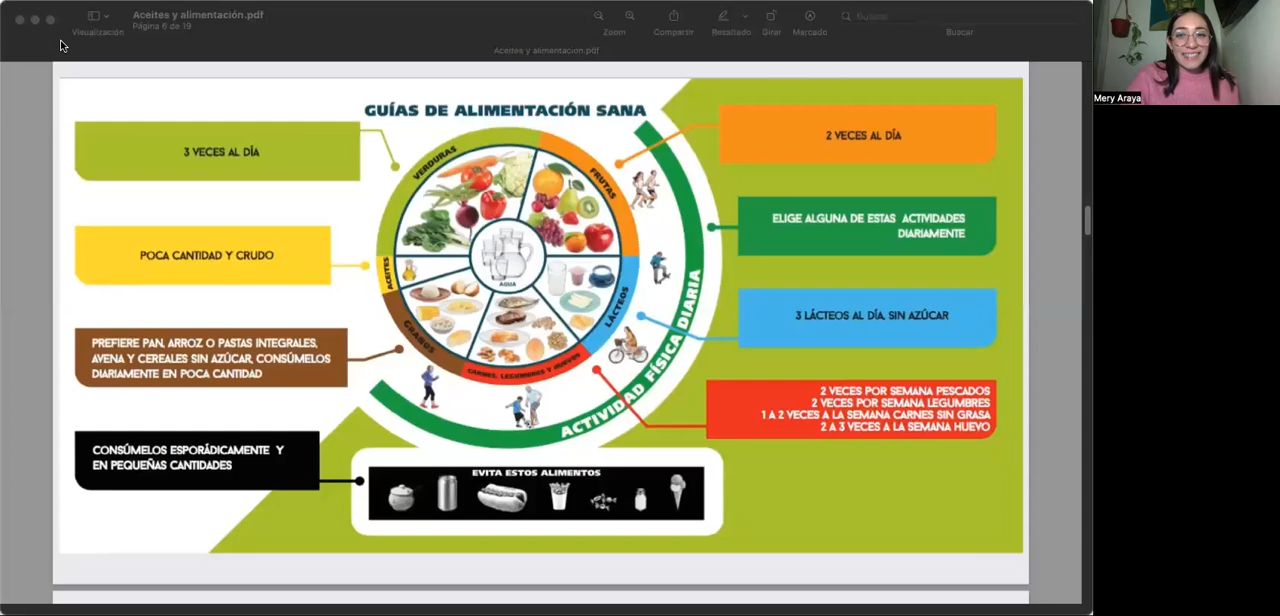 Aceites y alimentación.pdf
Página 6 de 19
Visualización
Zoom
Compartir
Resaltado
Girar
Marcado
Buscar
Buscar
Aceites y alimentacion.pdf
Mery Araya
GUÍAS DE ALIMENTACIÓN SANA
3 VECES AL DÍA
2 VECES AL DÍA
VERDURAS
FRUTAS
ELIGE ALGUNA DE ESTAS ACTIVIDADES
DIARIAMENTE
POCA CANTIDAD Y CRUDO
ACEITES
AGUA
LÁCTEOS
3 LÁCTEOS AL DÍA, SIN AZÚCAR
PREFIERE PAN, ARROZ O PASTAS INTEGRALES,
AVENA Y CEREALES SIN AZÚCAR, CONSÚMELOS
DIARIAMENTE EN POCA CANTIDAD
GRANOS
CARNES, LEGUMBRES Y HUEVOS
ACTIVIDAD FÍSICA DIARIA
2 VECES POR SEMANA PESCADOS
2 VECES POR SEMANA LEGUMBRES
1 A 2 VECES A LA SEMANA CARNES SIN GRASA
2 A 3 VECES A LA SEMANA HUEVO
CONSÚMELOS ESPORÁDICAMENTE Y
EN PEQUEÑAS CANTIDADES
EVITA ESTOS ALIMENTOS